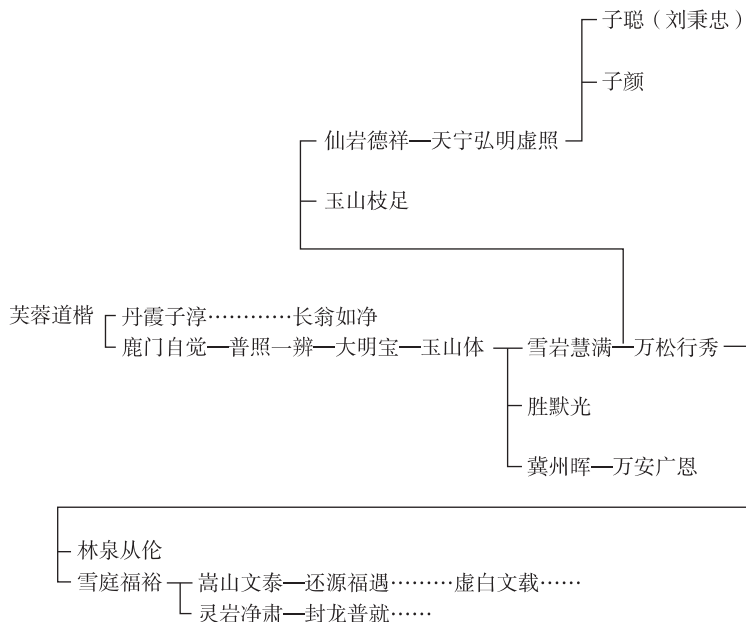 子聪（刘秉忠）
子颜
仙岩德祥—天宁弘明虚照
玉山枝足
芙蓉道楷
丹霞子淳…………长翁如净
鹿门自觉—普照一辨—大明宝—玉山体
雪岩慧满—万松行秀
胜默光
冀州晖—万安广恩
林泉从伦
雪庭福裕
嵩山文泰—还源福遇………虚白文载……
灵岩净肃—封龙普就……